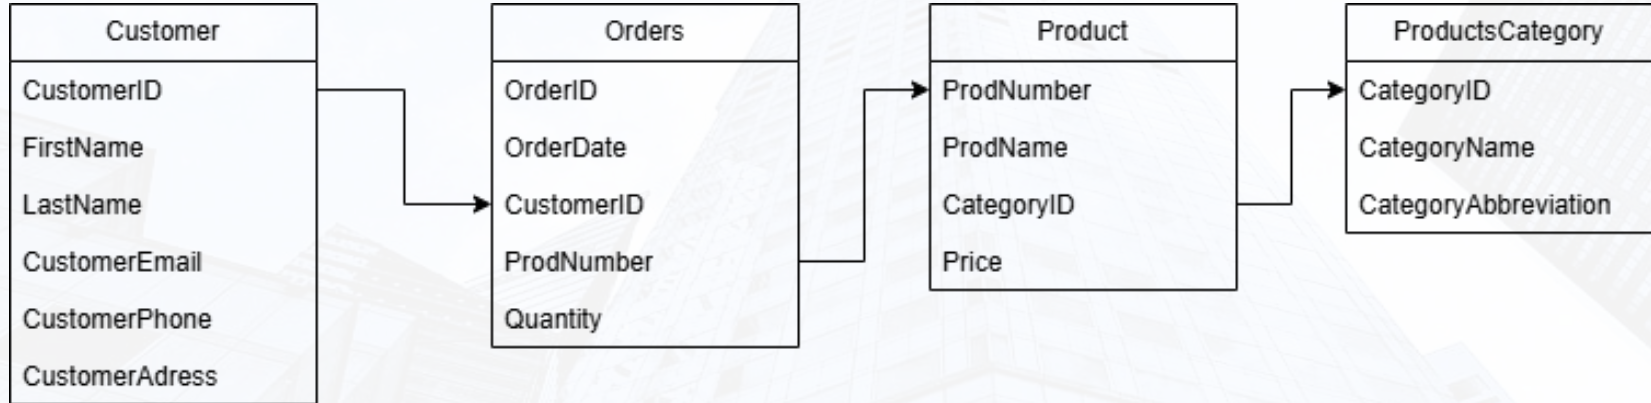 Customer
CustomerID
FirstName
LastName
CustomerEmail
CustomerPhone
CustomerAdress
Orders
OrderID
OrderDate
CustomerID
ProdNumber
Quantity
Product
ProdNumber
ProdName
CategoryID
Price
ProductsCategory
CategoryID
CategoryName
CategoryAbbreviation